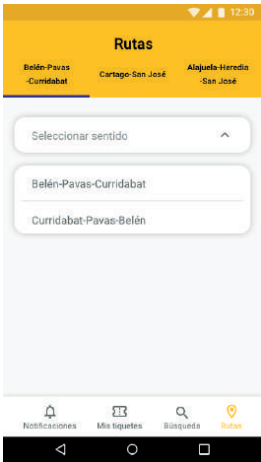 12:30
Rutas
Belén-Pavas
-Curridabat
Cartago-San José
Alajuela-Heredia
-San José
Seleccionar sentido
Belén-Pavas-Curridabat
Curridabat-Pavas-Belén
Notificaciones
Mis tiquetes
Búsqueda
Rutas